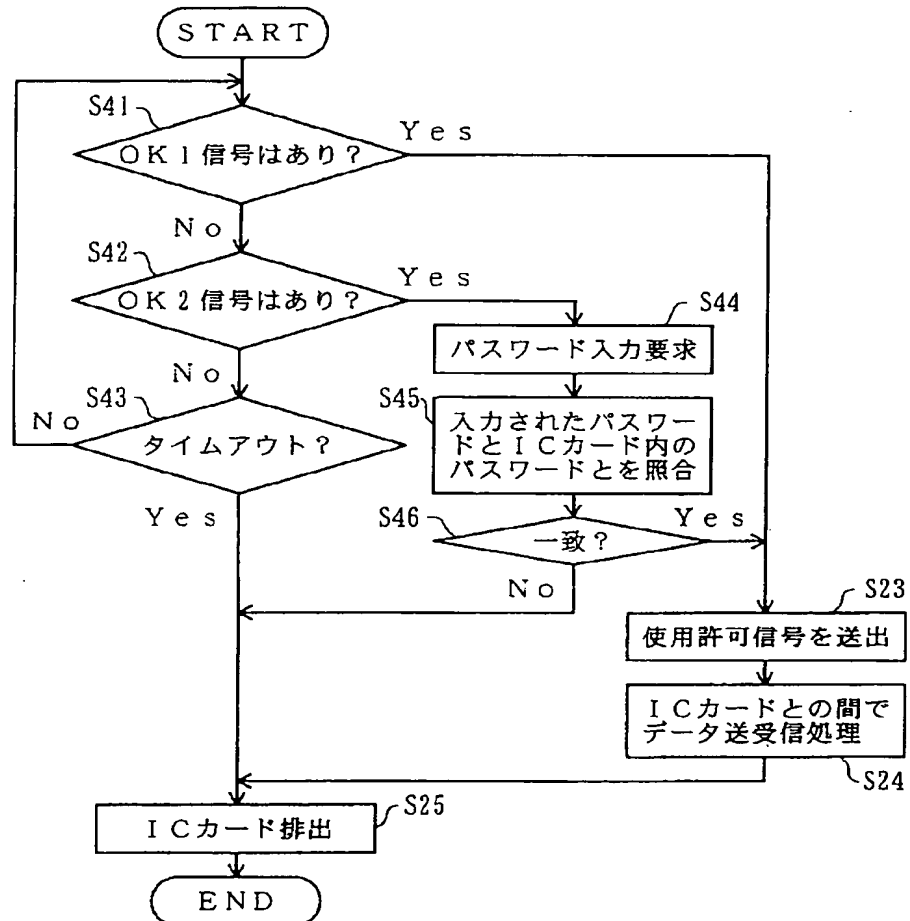 START
S41
OK1信号はあり?
Yes
No
S42
OK2信号はあり?
Yes
No
S44
パスワード入力要求
S43
タイムアウト?
No
Yes
S45
入力されたパスワー
ドとICカード内の
パスワードとを照合
S46
一致?
Yes
No
S23
使用許可信号を送出
ICカードとの間で
データ送受信処理
S24
S25
ICカード排出
END